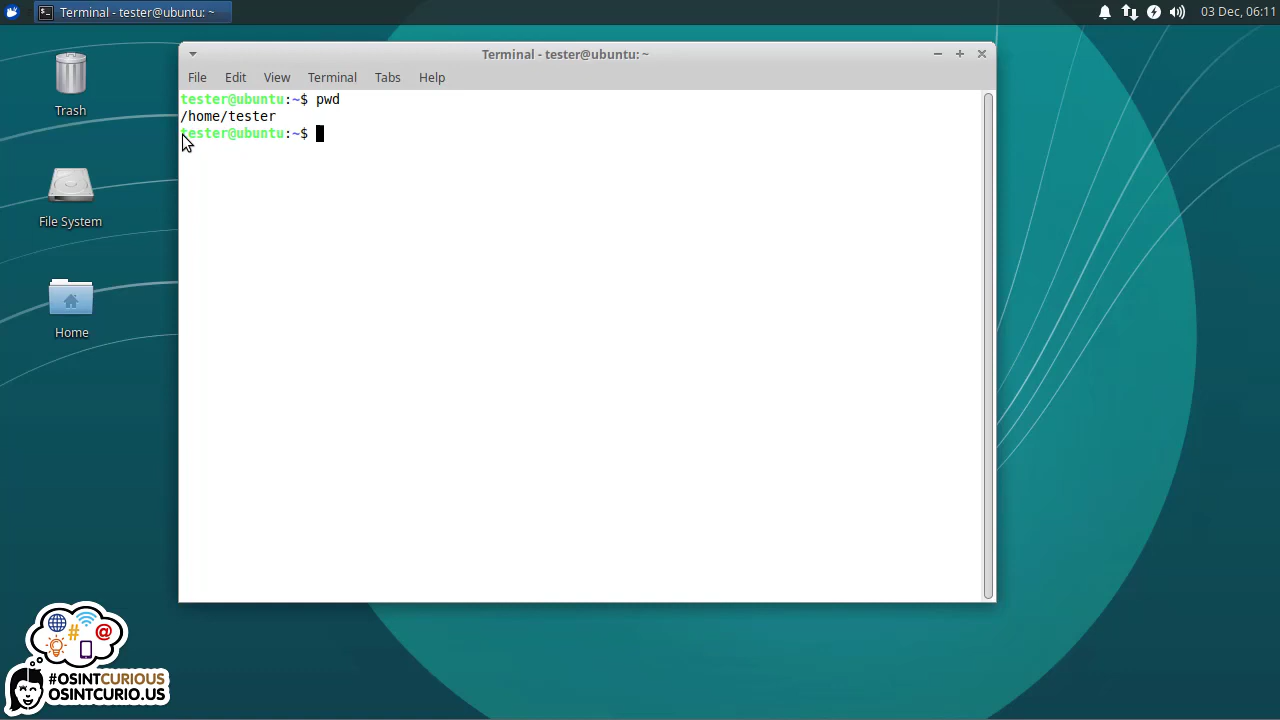 Terminal - tester@ubuntu: ~
03 Dec, 06:11
Terminal - tester@ubuntu: ~
File Edit View Terminal Tabs Help
tester@ubuntu:~$ pwd
/home/tester
tester@ubuntu:~$
Trash
File System
Home
#
@
#OSINTCURIOUS
OSINTCURIO.US